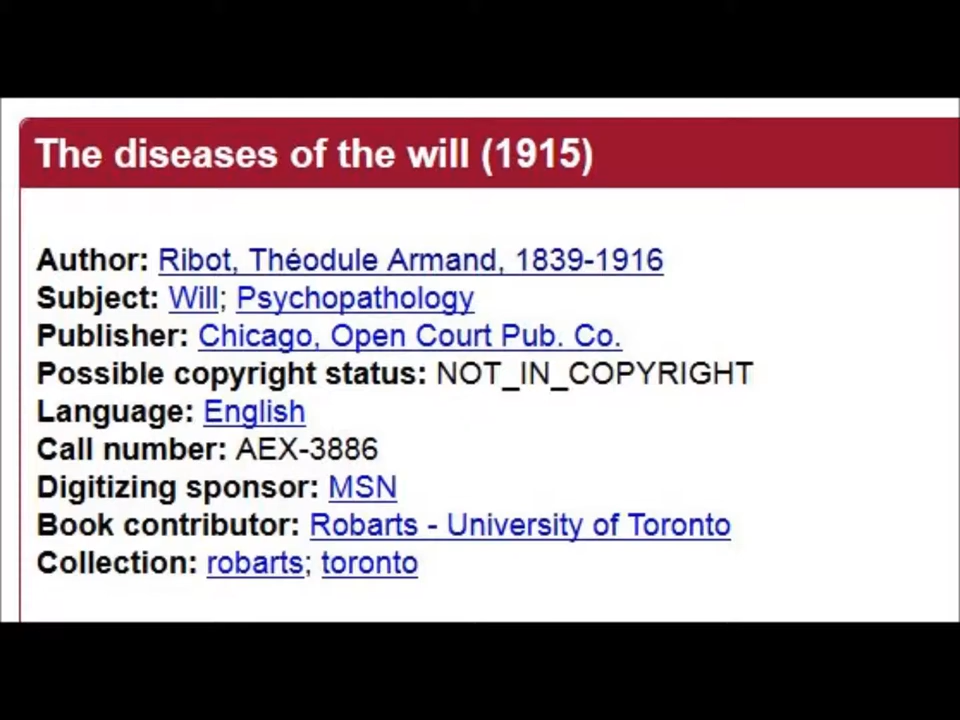 The diseases of the will (1915)
Author: Ribot, Théodule Armand, 1839-1916
Subject: Will; Psychopathology
Publisher: Chicago, Open Court Pub. Co.
Possible copyright status: NOT_IN_COPYRIGHT
Language: English
Call number: AEX-3886
Digitizing sponsor: MSN
Book contributor: Robarts - University of Toronto
Collection: robarts; toronto